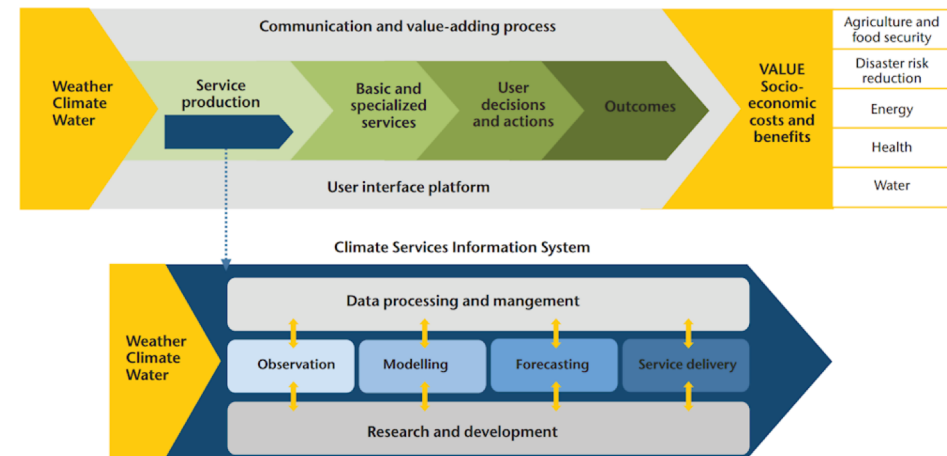 Communication and value-adding process
Weather
Climate
Water
Service
production
Basic and
specialized
services
User
decisions
and actions
Outcomes
VALUE
Socio-
economic
costs and
benefits
Agriculture and
food security
Disaster risk
reduction
Energy
Health
Water
User interface platform
Climate Services Information System
Weather
Climate
Water
Data processing and mangement
Observation
Modelling
Forecasting
Service delivery
Research and development